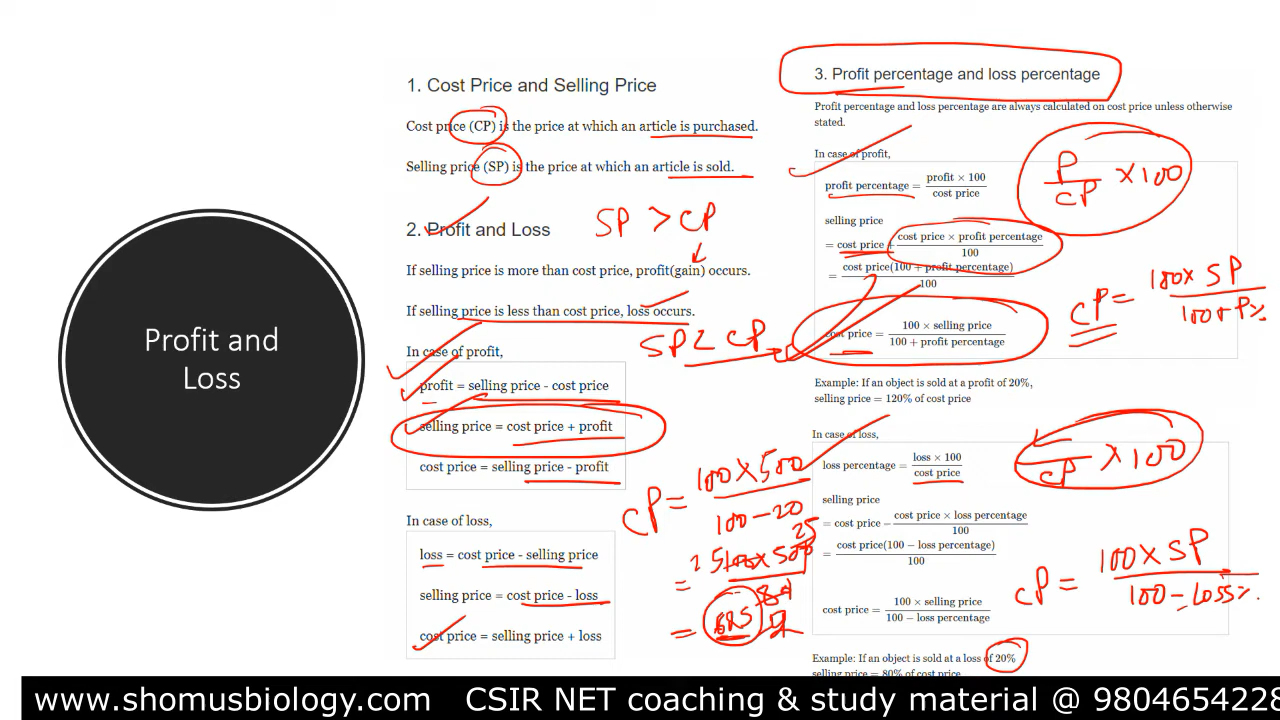 Profit and
Loss
1. Cost Price and Selling Price
Cost price (CP) is the price at which an article is purchased.
Selling price (SP) is the price at which an article is sold.
2. Profit and Loss
SP > CP
If selling price is more than cost price, profit(gain) occurs.
If selling price is less than cost price, loss occurs.
SP < CP
In case of profit,
profit = selling price - cost price
selling price = cost price + profit
cost price = selling price - profit
In case of loss,
loss = cost price - selling price
selling price = cost price - loss
cost price = selling price + loss
CP = 100 × 500
100 - 20
= 625
3. Profit percentage and loss percentage
Profit percentage and loss percentage are always calculated on cost price unless otherwise
stated.
In case of profit,
profit percentage = profit × 100
cost price
P
CP × 100
selling price
= cost price + cost price × profit percentage
100
= cost price(100 + profit percentage)
100
cost price = 100 × selling price
100 + profit percentage
CP = 100 × SP
100 + P%
Example: If an object is sold at a profit of 20%,
selling price = 120% of cost price
In case of loss,
loss percentage = loss × 100
cost price
CP × 100
selling price
= cost price − cost price × loss percentage
100
= cost price(100 − loss percentage)
100
cost price = 100 × selling price
100 − loss percentage
CP = 100 × SP
100 - Loss%
Example: If an object is sold at a loss of 20%
selling price = 80% of cost price
www.shomusbiology.com CSIR NET coaching & study material @ 9804654228